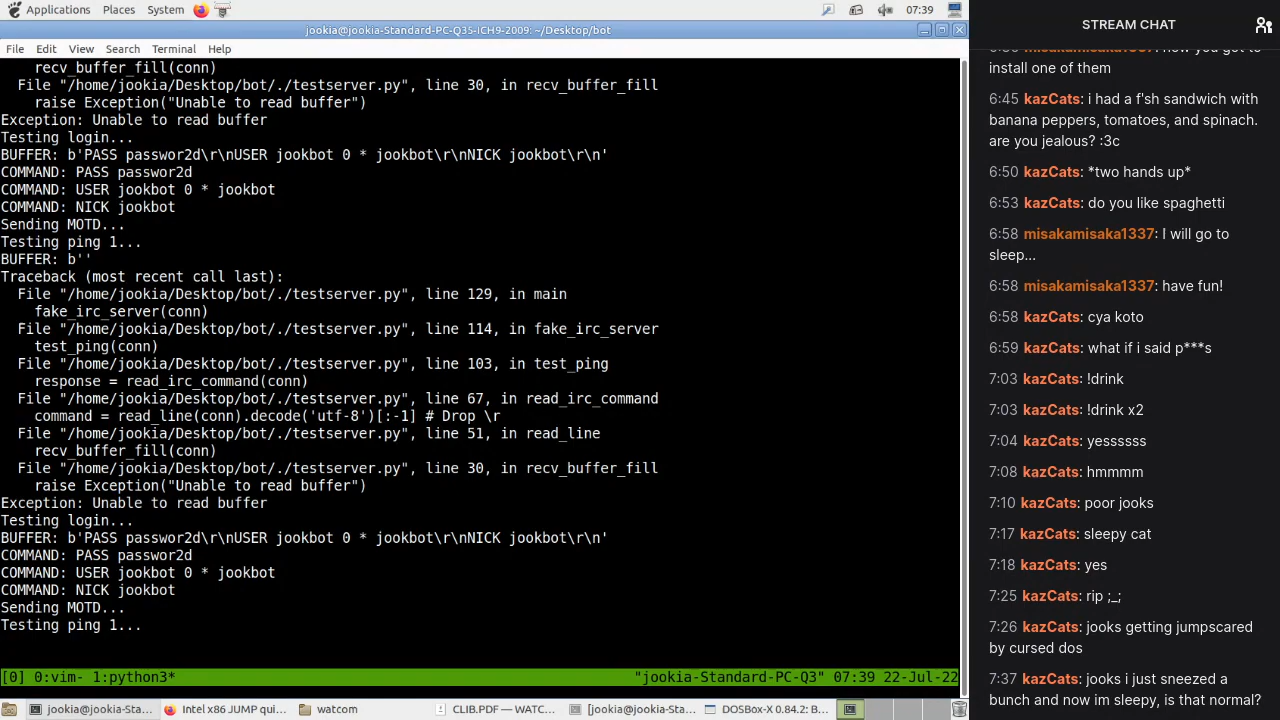 Applications Places System 07:39
jookia@jookia-Standard-PC-Q35-ICH9-2009: ~/Desktop/bot
File Edit View Search Terminal Help
recv_buffer_fill(conn)
File "/home/jookia/Desktop/bot/./testserver.py", line 30, in recv_buffer_fill
raise Exception("Unable to read buffer")
Exception: Unable to read buffer
Testing login...
BUFFER: b'PASS passwor2d\r\nUSER jookbot 0 * jookbot\r\nNICK jookbot\r\n'
COMMAND: PASS passwor2d
COMMAND: USER jookbot 0 * jookbot
COMMAND: NICK jookbot
Sending MOTD...
Testing ping 1...
BUFFER: b''
Traceback (most recent call last):
File "/home/jookia/Desktop/bot/./testserver.py", line 129, in main
fake_irc_server(conn)
File "/home/jookia/Desktop/bot/./testserver.py", line 114, in fake_irc_server
test_ping(conn)
File "/home/jookia/Desktop/bot/./testserver.py", line 103, in test_ping
response = read_irc_command(conn)
File "/home/jookia/Desktop/bot/./testserver.py", line 67, in read_irc_command
command = read_line(conn).decode('utf-8')[:-1] # Drop \r
File "/home/jookia/Desktop/bot/./testserver.py", line 51, in read_line
recv_buffer_fill(conn)
File "/home/jookia/Desktop/bot/./testserver.py", line 30, in recv_buffer_fill
raise Exception("Unable to read buffer")
Exception: Unable to read buffer
Testing login...
BUFFER: b'PASS passwor2d\r\nUSER jookbot 0 * jookbot\r\nNICK jookbot\r\n'
COMMAND: PASS passwor2d
COMMAND: USER jookbot 0 * jookbot
COMMAND: NICK jookbot
Sending MOTD...
Testing ping 1...
[0] 0:vim- 1:python3* "jookia-Standard-PC-Q3" 07:39 22-Jul-22
jookia@jookia-Sta... Intel x86 JUMP qui... watcom CLIB.PDF — WATC... [jookia@jookia-Sta... DOSBox-X 0.84.2: B...
STREAM CHAT
misakamisaka1337: now you got to
install one of them
6:45 kazCats: i had a f'sh sandwich with
banana peppers, tomatoes, and spinach.
are you jealous? :3c
6:50 kazCats: *two hands up*
6:53 kazCats: do you like spaghetti
6:58 misakamisaka1337: I will go to
sleep...
6:58 misakamisaka1337: have fun!
6:58 kazCats: cya koto
6:59 kazCats: what if i said p***s
7:03 kazCats: !drink
7:03 kazCats: !drink x2
7:04 kazCats: yessssss
7:08 kazCats: hmmmm
7:10 kazCats: poor jooks
7:17 kazCats: sleepy cat
7:18 kazCats: yes
7:25 kazCats: rip ;_;
7:26 kazCats: jooks getting jumpscared
by cursed dos
7:37 kazCats: jooks i just sneezed a
bunch and now im sleepy, is that normal?